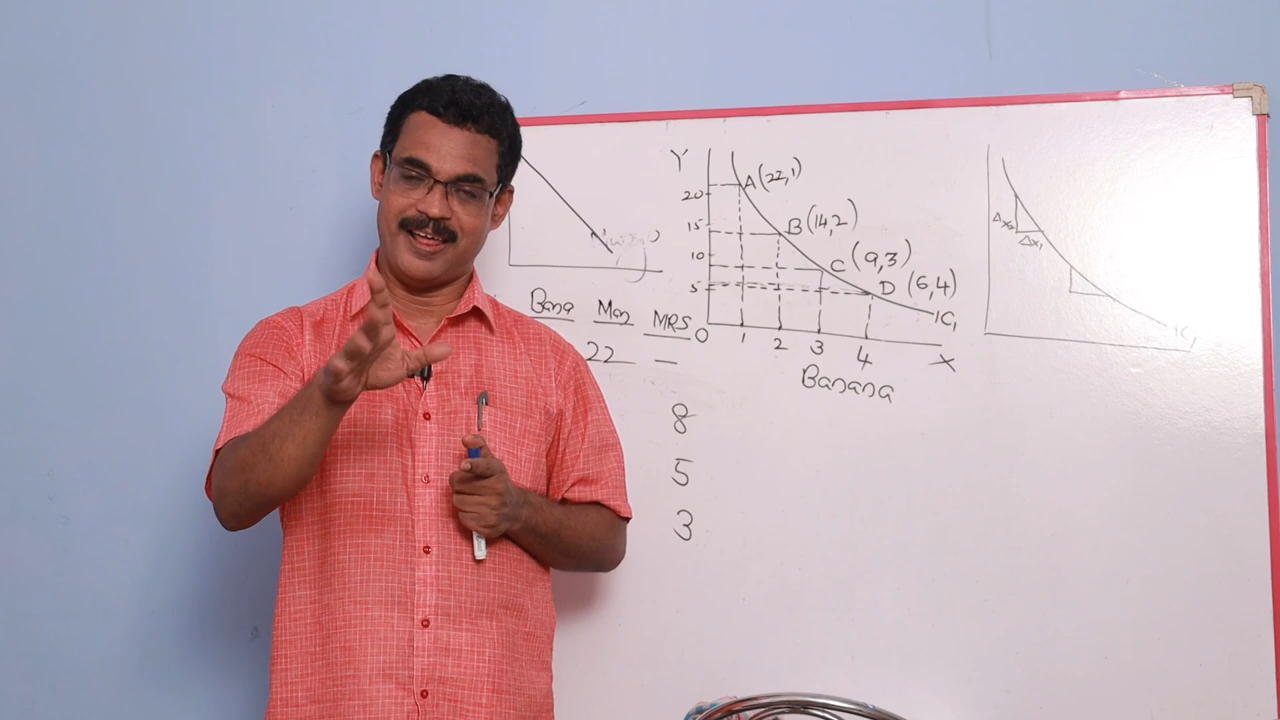 Y
20
15
10
5
0
A (22,1)
B (14,2)
C (9,3)
D (6,4)
IC₁
1 2 3 4
X
Banana
Bana Man MRS
22 —
8
5
3
Δx₂
Δx₁
IC₁